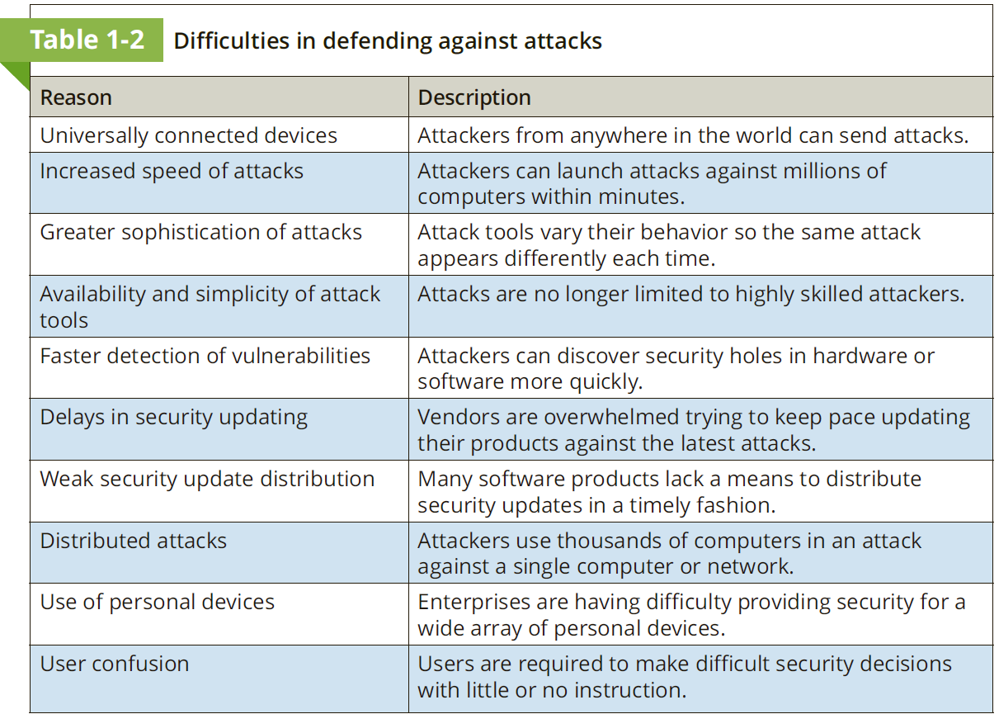 Table 1-2 Difficulties in defending against attacks
Reason Description
Universally connected devices Attackers from anywhere in the world can send attacks.
Increased speed of attacks Attackers can launch attacks against millions of
computers within minutes.
Greater sophistication of attacks Attack tools vary their behavior so the same attack
appears differently each time.
Availability and simplicity of attack Attacks are no longer limited to highly skilled attackers.
tools
Faster detection of vulnerabilities Attackers can discover security holes in hardware or
software more quickly.
Delays in security updating Vendors are overwhelmed trying to keep pace updating
their products against the latest attacks.
Weak security update distribution Many software products lack a means to distribute
security updates in a timely fashion.
Distributed attacks Attackers use thousands of computers in an attack
against a single computer or network.
Use of personal devices Enterprises are having difficulty providing security for a
wide array of personal devices.
User confusion Users are required to make difficult security decisions
with little or no instruction.